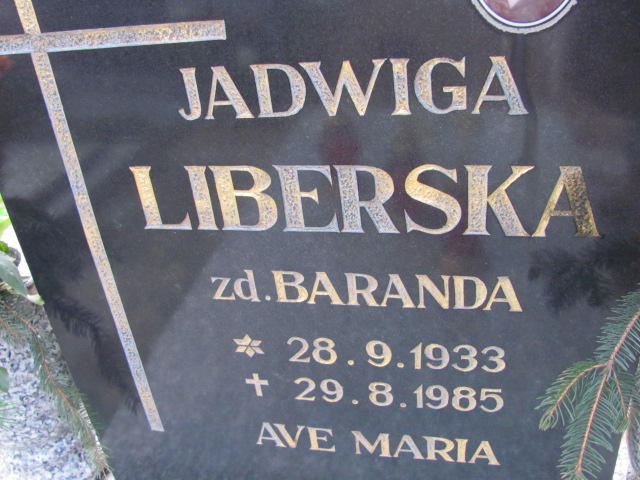 JADWIGA
LIBERSKA
zd. BARANDA
* 28.9.1933
+ 29.8.1985
AVE MARIA